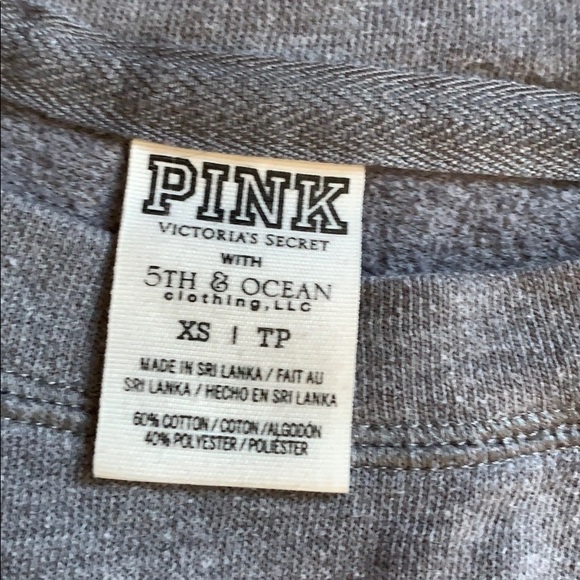 PINK
VICTORIA'S SECRET
WITH
5TH & OCEAN
clothing, LLC
XS | TP
MADE IN SRI LANKA / FAIT AU
SRI LANKA / HECHO EN SRI LANKA
60% COTTON / COTON / ALGODÓN
40% POLYESTER / POLIÉSTER